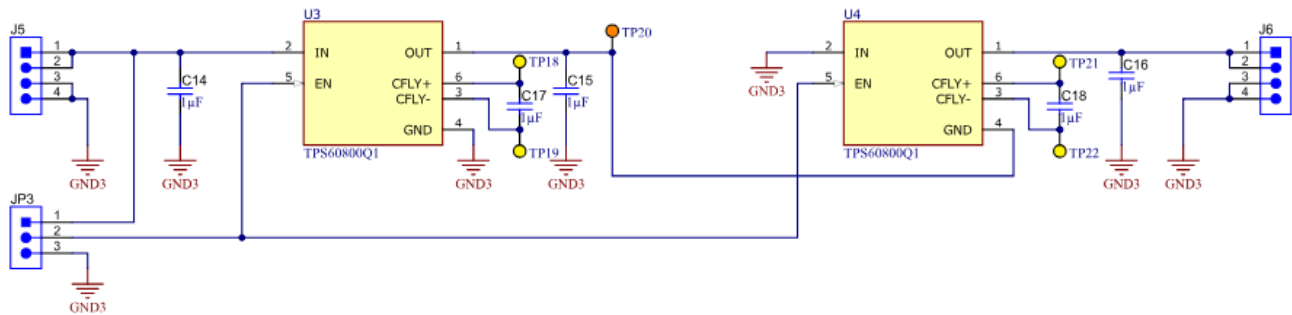 J5
1
2
3
4
C14
1μF
GND3
GND3
U3
2
IN
5
EN
OUT
1
CFLY+
6
CFLY-
3
GND
4
TPS60800Q1
GND3
TP18
C17
1μF
TP19
C15
1μF
GND3
TP20
GND3
U4
2
IN
5
EN
OUT
1
CFLY+
6
CFLY-
3
GND
4
TPS60800Q1
TP21
C18
1μF
TP22
C16
1μF
GND3
GND3
J6
1
2
3
4
JP3
1
2
3
GND3